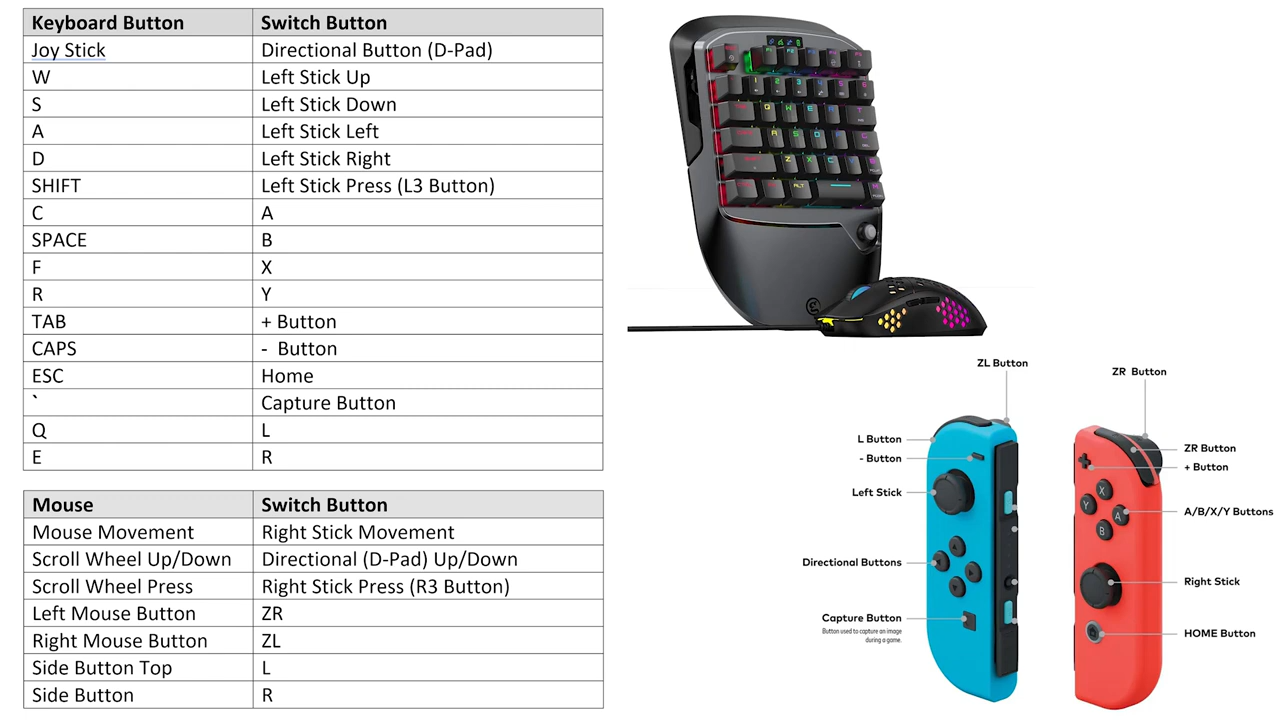 Keyboard Button Switch Button
Joy Stick Directional Button (D-Pad)
W Left Stick Up
S Left Stick Down
A Left Stick Left
D Left Stick Right
SHIFT Left Stick Press (L3 Button)
C A
SPACE B
F X
R Y
TAB + Button
CAPS - Button
ESC Home
` Capture Button
Q L
E R
Mouse Switch Button
Mouse Movement Right Stick Movement
Scroll Wheel Up/Down Directional (D-Pad) Up/Down
Scroll Wheel Press Right Stick Press (R3 Button)
Left Mouse Button ZR
Right Mouse Button ZL
Side Button Top L
Side Button R
ZL Button
ZR Button
L Button
- Button
Left Stick
Directional Buttons
Capture Button
Button used to capture an image
during a game.
ZR Button
+ Button
A/B/X/Y Buttons
Right Stick
HOME Button
X
Y
A
B
1 2 3 4
Q W E R T
A S D
Z X C
ALT